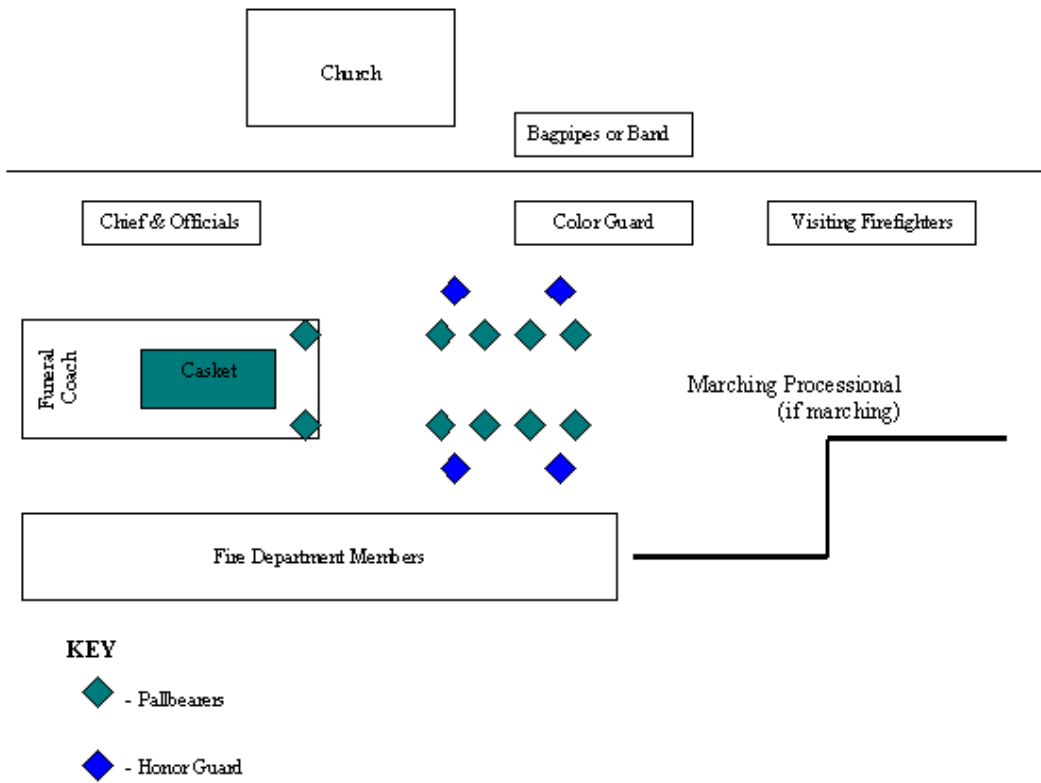 Church
Bagpipes or Band
Chief & Officials
Color Guard
Visiting Firefighters
Funeral
Coach
Casket
Marching Processional
(if marching)
Fire Department Members
KEY
- Pallbearers
- Honor Guard